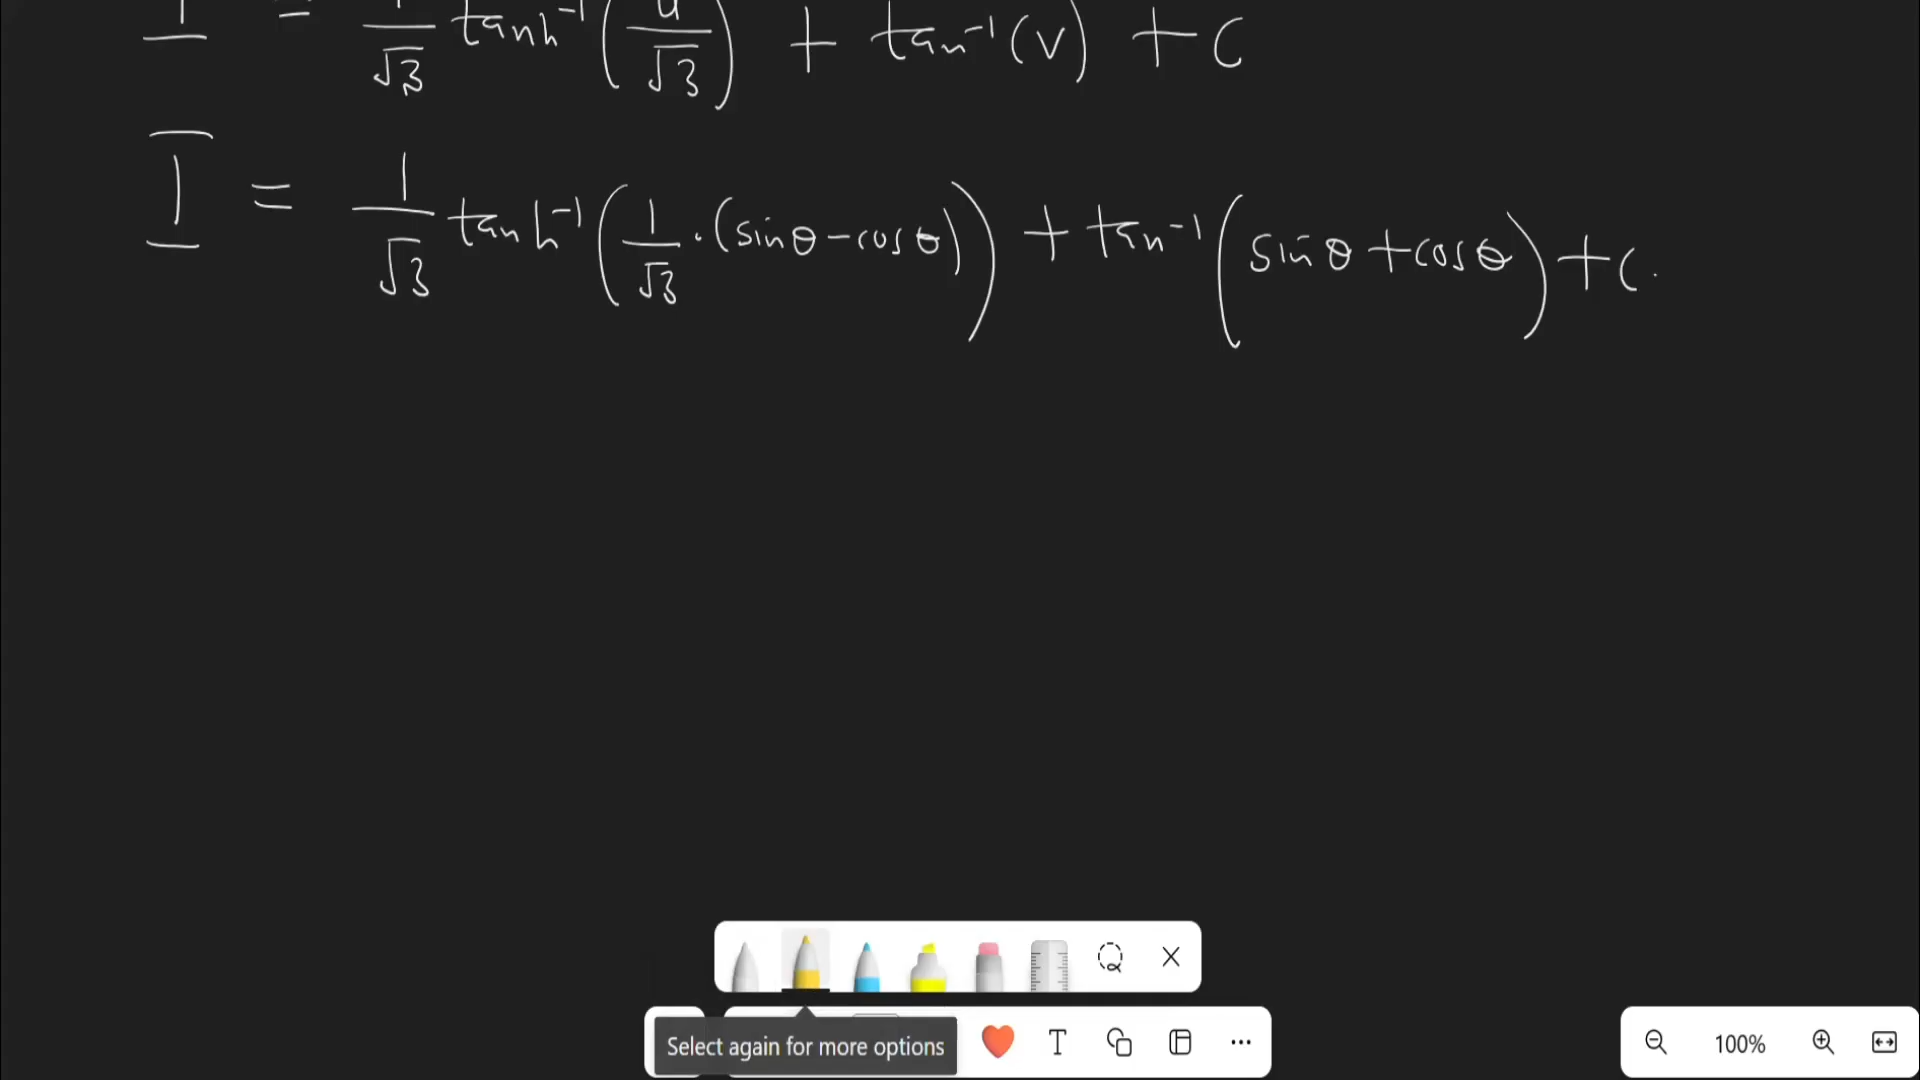 I = 1/√3 tanh⁻¹(u/√3) + tan⁻¹(v) + C
I = 1/√3 tanh⁻¹(1/√3 · (sinθ - cosθ)) + tan⁻¹(sinθ + cosθ) + C.
Select again for more options
T
100%